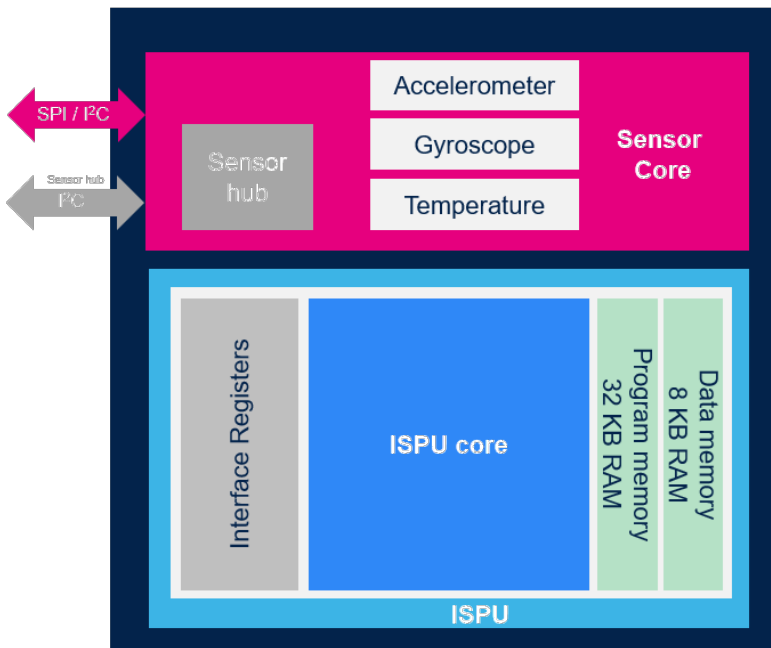 SPI / I²C
Sensor hub
I²C
Sensor
hub
Accelerometer
Gyroscope
Temperature
Sensor
Core
Interface Registers
ISPU core
Program memory
32 KB RAM
Data memory
8 KB RAM
ISPU